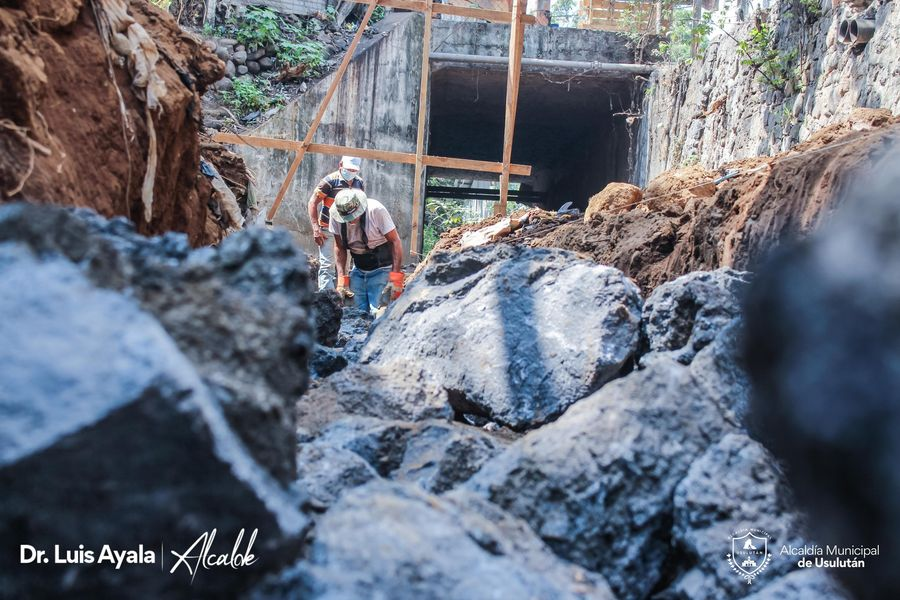 Dr. Luis Ayala | Alcalde
Alcaldía Municipal
de Usulután